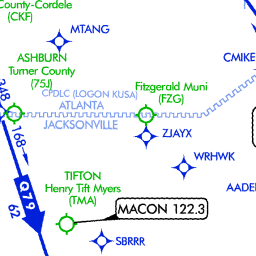 County-Cordele
(CKF)
MTANG
ASHBURN
Turner County
(75J)
CMIKE
Fitzgerald Muni
(FZG)
CPDLC (LOGON KUSA)
ATLANTA
JACKSONVILLE
348
168
ZJAYX
WRHWK
TIFTON
Henry Tift Myers
(TMA)
AADE
Q79
62
MACON 122.3
SBRRR